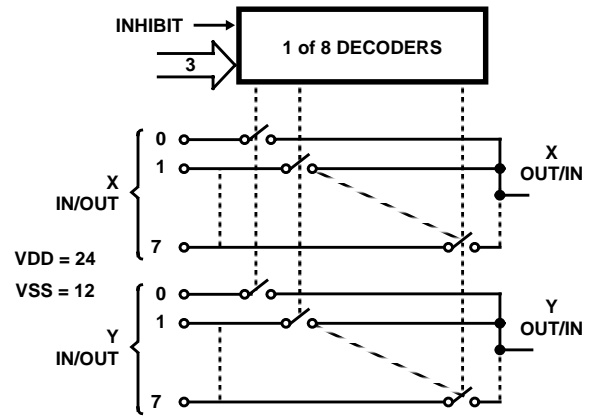 INHIBIT
1 of 8 DECODERS
3
0
1
X
IN/OUT
7
X
OUT/IN
VDD = 24
VSS = 12
0
1
Y
IN/OUT
7
Y
OUT/IN